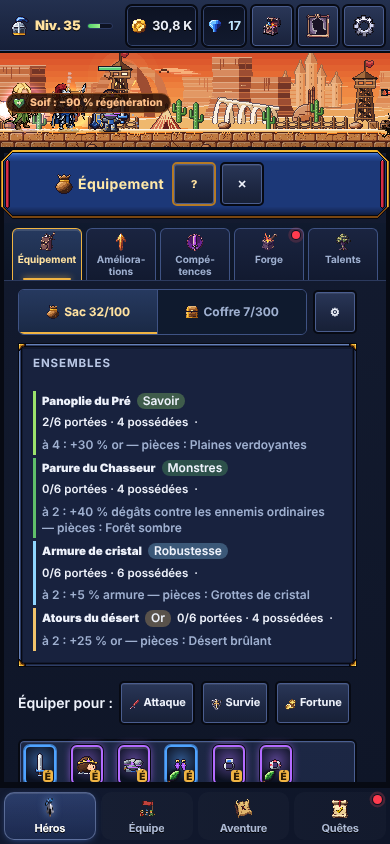 Niv. 35
30,8 K
17
Soif : −90 % régénération
Équipement
?
×
Équipement
Améliora-
tions
Compé-
tences
Forge
Talents
Sac 32/100
Coffre 7/300
ENSEMBLES
Panoplie du Pré Savoir
2/6 portées · 4 possédées ·
à 4 : +30 % or — pièces : Plaines verdoyantes
Parure du Chasseur Monstres
0/6 portées · 4 possédées ·
à 2 : +40 % dégâts contre les ennemis ordinaires
— pièces : Forêt sombre
Armure de cristal Robustesse
0/6 portées · 6 possédées ·
à 2 : +5 % armure — pièces : Grottes de cristal
Atours du désert Or 0/6 portées · 4 possédées ·
à 2 : +25 % or — pièces : Désert brûlant
Équiper pour : Attaque Survie Fortune
E E E E E E
Héros
Équipe
Aventure
Quêtes